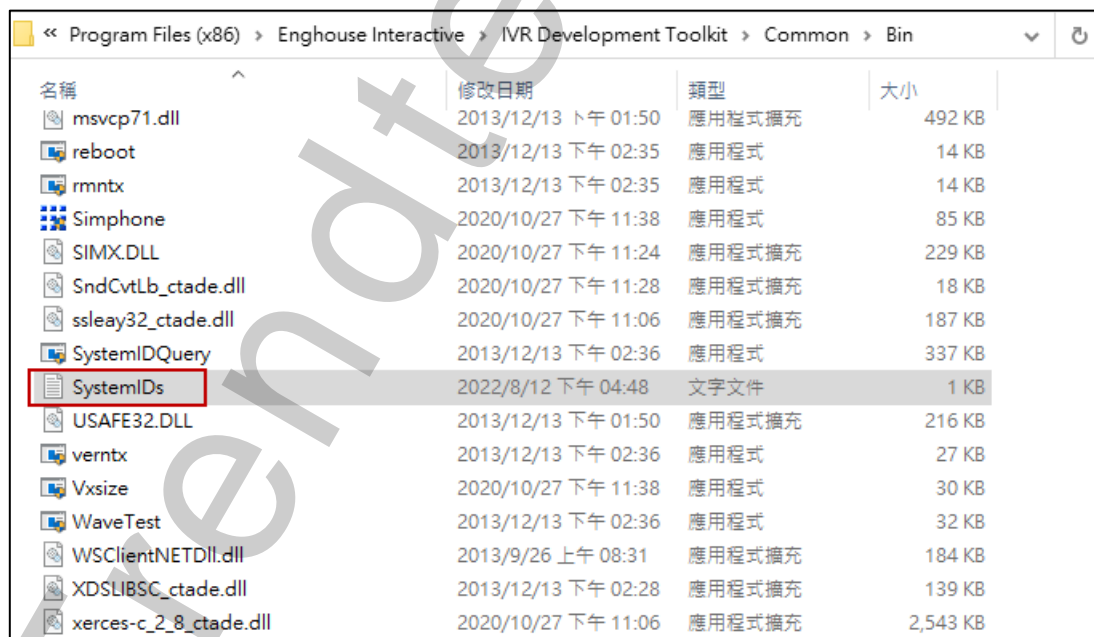 « Program Files (x86) › Enghouse Interactive › IVR Development Toolkit › Common › Bin
名稱 修改日期 類型 大小
msvcp71.dll 2013/12/13 下午 01:50 應用程式擴充 492 KB
reboot 2013/12/13 下午 02:35 應用程式 14 KB
rmntx 2013/12/13 下午 02:35 應用程式 14 KB
Simphone 2020/10/27 下午 11:38 應用程式 85 KB
SIMX.DLL 2020/10/27 下午 11:24 應用程式擴充 229 KB
SndCvtLb_ctade.dll 2020/10/27 下午 11:28 應用程式擴充 18 KB
ssleay32_ctade.dll 2020/10/27 下午 11:06 應用程式擴充 187 KB
SystemIDQuery 2013/12/13 下午 02:36 應用程式 337 KB
SystemIDs 2022/8/12 下午 04:48 文字文件 1 KB
USAFE32.DLL 2013/12/13 下午 01:50 應用程式擴充 216 KB
verntx 2013/12/13 下午 02:36 應用程式 27 KB
Vxsize 2020/10/27 下午 11:38 應用程式 30 KB
WaveTest 2013/12/13 下午 02:36 應用程式 32 KB
WSClientNETDll.dll 2013/9/26 上午 08:31 應用程式擴充 184 KB
XDSLIBSC_ctade.dll 2013/12/13 下午 02:28 應用程式擴充 139 KB
xerces-c_2_8_ctade.dll 2020/10/27 下午 11:06 應用程式擴充 2,543 KB
rendte